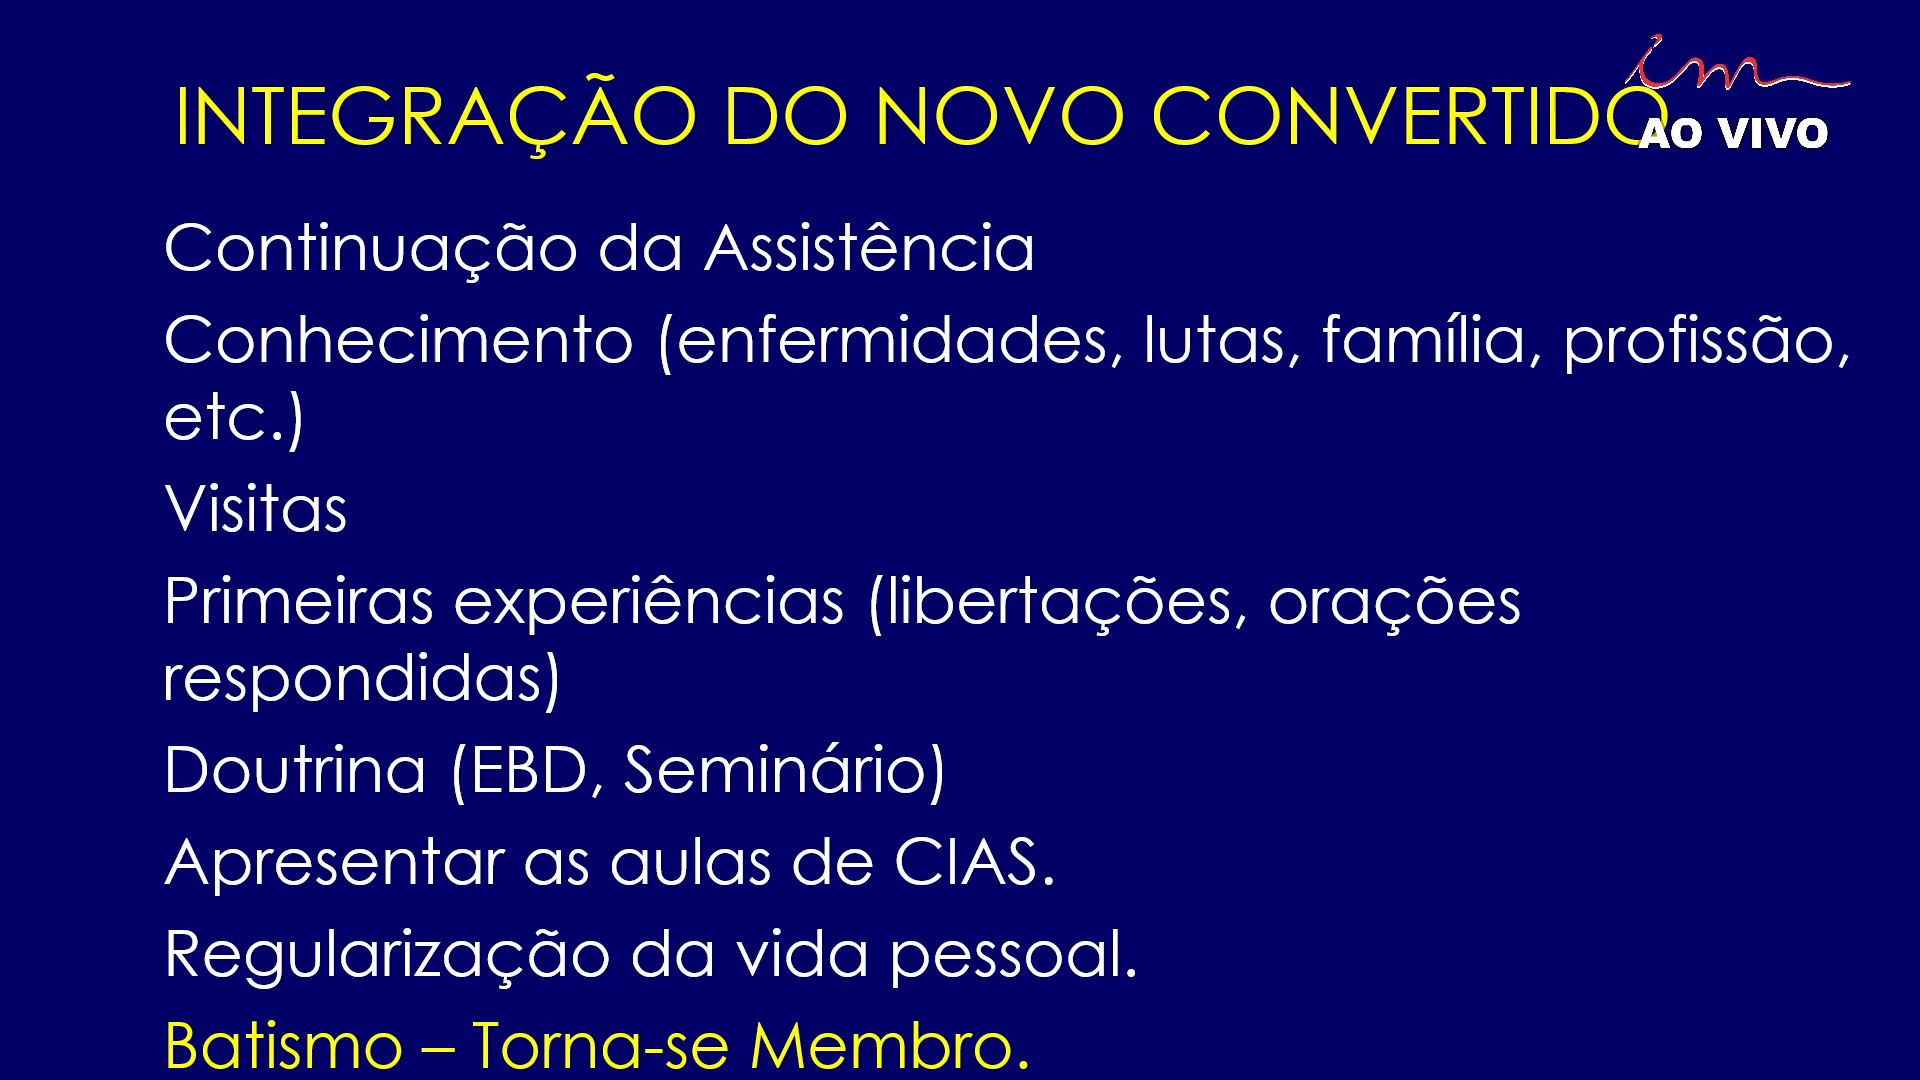 INTEGRAÇÃO DO NOVO CONVERTIDO
im
AO VIVO
Continuação da Assistência
Conhecimento (enfermidades, lutas, família, profissão,
etc.)
Visitas
Primeiras experiências (libertações, orações
respondidas)
Doutrina (EBD, Seminário)
Apresentar as aulas de CIAS.
Regularização da vida pessoal.
Batismo – Torna-se Membro.